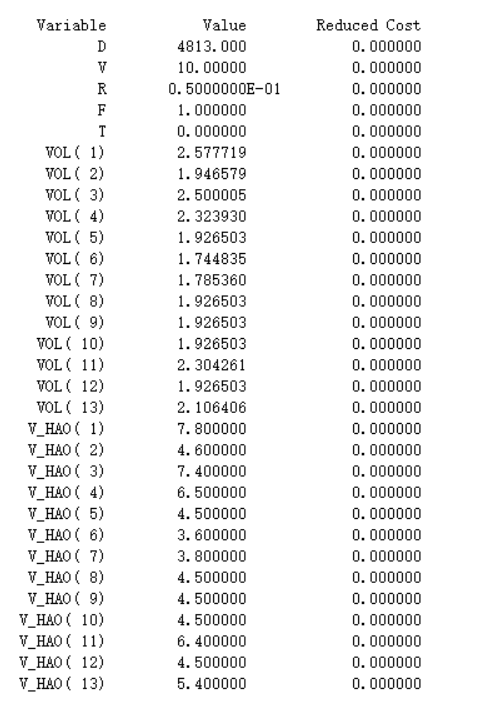 Variable Value Reduced Cost
D 4813.000 0.000000
V 10.00000 0.000000
R 0.5000000E-01 0.000000
F 1.000000 0.000000
T 0.000000 0.000000
VOL( 1) 2.577719 0.000000
VOL( 2) 1.946579 0.000000
VOL( 3) 2.500005 0.000000
VOL( 4) 2.323930 0.000000
VOL( 5) 1.926503 0.000000
VOL( 6) 1.744835 0.000000
VOL( 7) 1.785360 0.000000
VOL( 8) 1.926503 0.000000
VOL( 9) 1.926503 0.000000
VOL( 10) 1.926503 0.000000
VOL( 11) 2.304261 0.000000
VOL( 12) 1.926503 0.000000
VOL( 13) 2.106406 0.000000
V_HAO( 1) 7.800000 0.000000
V_HAO( 2) 4.600000 0.000000
V_HAO( 3) 7.400000 0.000000
V_HAO( 4) 6.500000 0.000000
V_HAO( 5) 4.500000 0.000000
V_HAO( 6) 3.600000 0.000000
V_HAO( 7) 3.800000 0.000000
V_HAO( 8) 4.500000 0.000000
V_HAO( 9) 4.500000 0.000000
V_HAO( 10) 4.500000 0.000000
V_HAO( 11) 6.400000 0.000000
V_HAO( 12) 4.500000 0.000000
V_HAO( 13) 5.400000 0.000000